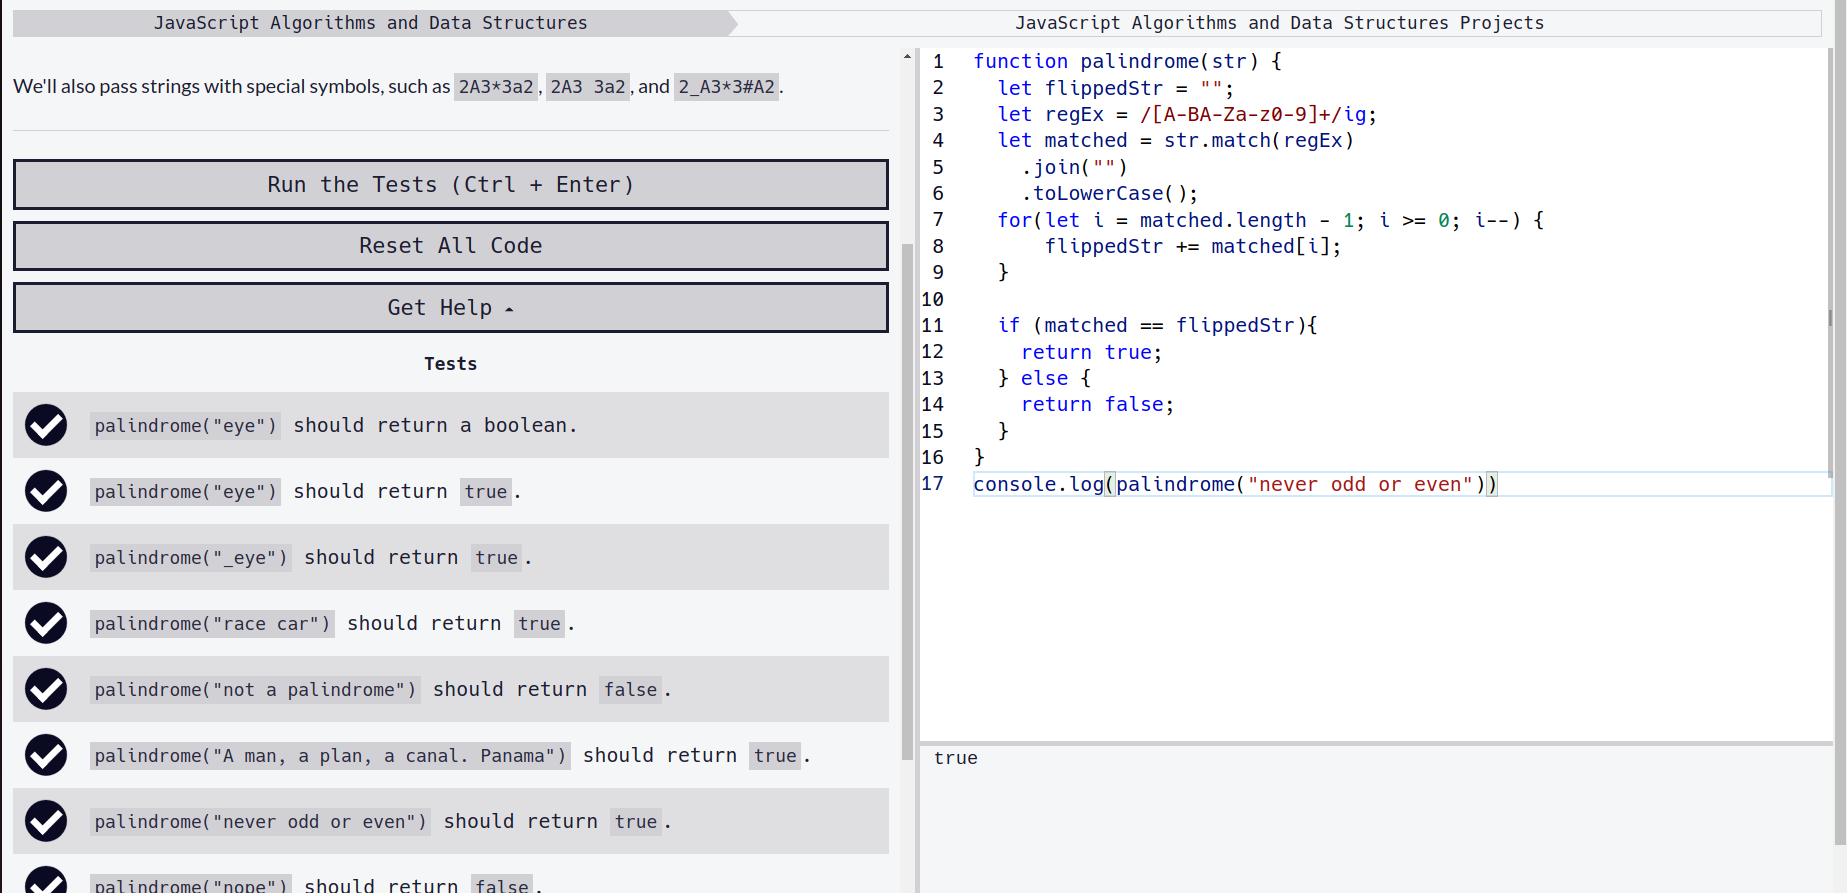 JavaScript Algorithms and Data Structures
JavaScript Algorithms and Data Structures Projects
We'll also pass strings with special symbols, such as 2A3*3a2, 2A3 3a2, and 2_A3*3#A2.
Run the Tests (Ctrl + Enter)
Reset All Code
Get Help
Tests
palindrome("eye") should return a boolean.
palindrome("eye") should return true.
palindrome("_eye") should return true.
palindrome("race car") should return true.
palindrome("not a palindrome") should return false.
palindrome("A man, a plan, a canal. Panama") should return true.
palindrome("never odd or even") should return true.
palindrome("nope") should return false.
1 function palindrome(str) {
2   let flippedStr = "";
3   let regEx = /[A-BA-Za-z0-9]+/ig;
4   let matched = str.match(regEx)
5     .join("")
6     .toLowerCase();
7   for(let i = matched.length - 1; i >= 0; i--) {
8       flippedStr += matched[i];
9   }
10
11   if (matched == flippedStr){
12     return true;
13   } else {
14     return false;
15   }
16 }
17 console.log(palindrome("never odd or even"))
true